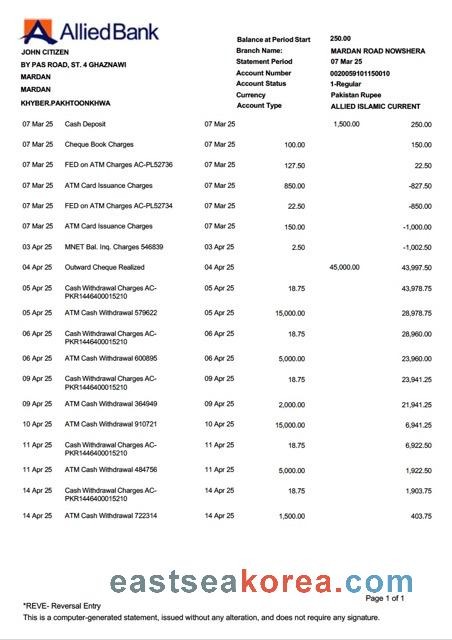 AlliedBank
JOHN CITIZEN
BY PAS ROAD, ST. 4 GHAZNAWI
MARDAN
MARDAN
KHYBER.PAKHTOONKHWA
Balance at Period Start 250.00
Branch Name: MARDAN ROAD NOWSHERA
Statement Period 07 Mar 25
Account Number 0020059101150010
Account Status 1-Regular
Currency Pakistan Rupee
Account Type ALLIED ISLAMIC CURRENT
07 Mar 25 Cash Deposit 07 Mar 25 1,500.00 250.00
07 Mar 25 Cheque Book Charges 07 Mar 25 100.00 150.00
07 Mar 25 FED on ATM Charges AC-PL52736 07 Mar 25 127.50 22.50
07 Mar 25 ATM Card Issuance Charges 07 Mar 25 850.00 -827.50
07 Mar 25 FED on ATM Charges AC-PL52734 07 Mar 25 22.50 -850.00
07 Mar 25 ATM Card Issuance Charges 07 Mar 25 150.00 -1,000.00
03 Apr 25 MNET Bal. Inq. Charges 546839 03 Apr 25 2.50 -1,002.50
04 Apr 25 Outward Cheque Realized 04 Apr 25 45,000.00 43,997.50
05 Apr 25 Cash Withdrawal Charges AC- 05 Apr 25 18.75 43,978.75
PKR1446400015210
05 Apr 25 ATM Cash Withdrawal 579622 05 Apr 25 15,000.00 28,978.75
06 Apr 25 Cash Withdrawal Charges AC- 06 Apr 25 18.75 28,960.00
PKR1446400015210
06 Apr 25 ATM Cash Withdrawal 600895 06 Apr 25 5,000.00 23,960.00
09 Apr 25 Cash Withdrawal Charges AC- 09 Apr 25 18.75 23,941.25
PKR1446400015210
09 Apr 25 ATM Cash Withdrawal 364949 09 Apr 25 2,000.00 21,941.25
10 Apr 25 ATM Cash Withdrawal 910721 10 Apr 25 15,000.00 6,941.25
11 Apr 25 Cash Withdrawal Charges AC- 11 Apr 25 18.75 6,922.50
PKR1446400015210
11 Apr 25 ATM Cash Withdrawal 484756 11 Apr 25 5,000.00 1,922.50
14 Apr 25 Cash Withdrawal Charges AC- 14 Apr 25 18.75 1,903.75
PKR1446400015210
14 Apr 25 ATM Cash Withdrawal 722314 14 Apr 25 1,500.00 403.75
eastseakorea.com
Page 1 of 1
*REVE- Reversal Entry
This is a computer-generated statement, issued without any alteration, and does not require any signature.